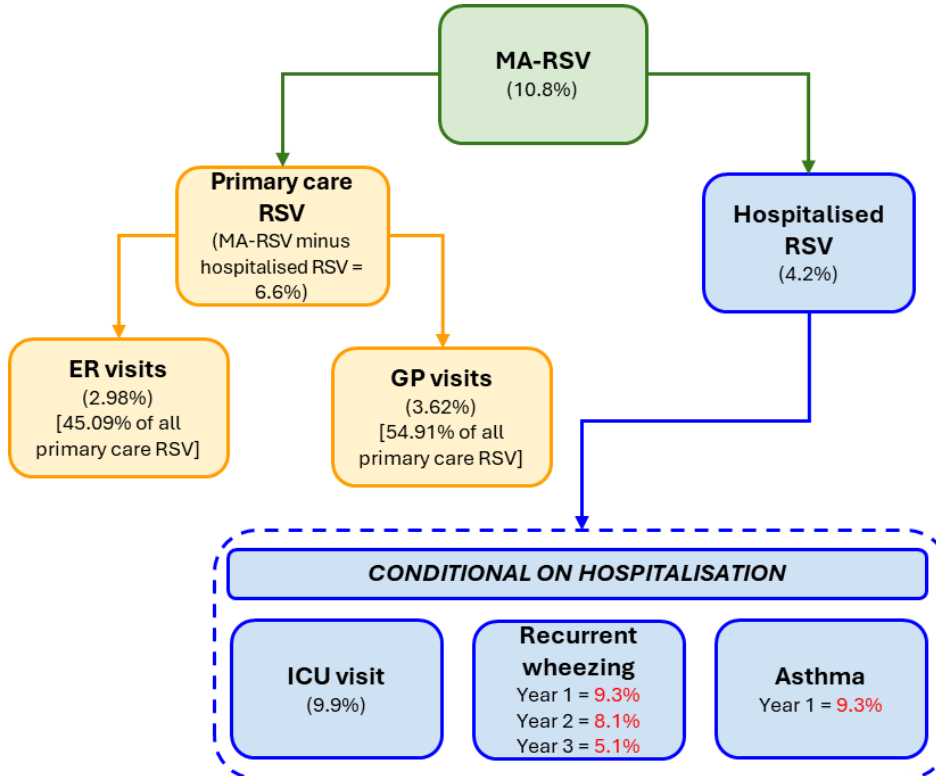 MA-RSV
(10.8%)
Primary care
RSV
(MA-RSV minus
hospitalised RSV =
6.6%)
Hospitalised
RSV
(4.2%)
ER visits
(2.98%)
[45.09% of all
primary care RSV]
GP visits
(3.62%)
[54.91% of all
primary care RSV]
CONDITIONAL ON HOSPITALISATION
ICU visit
(9.9%)
Recurrent
wheezing
Year 1 = 9.3%
Year 2 = 8.1%
Year 3 = 5.1%
Asthma
Year 1 = 9.3%